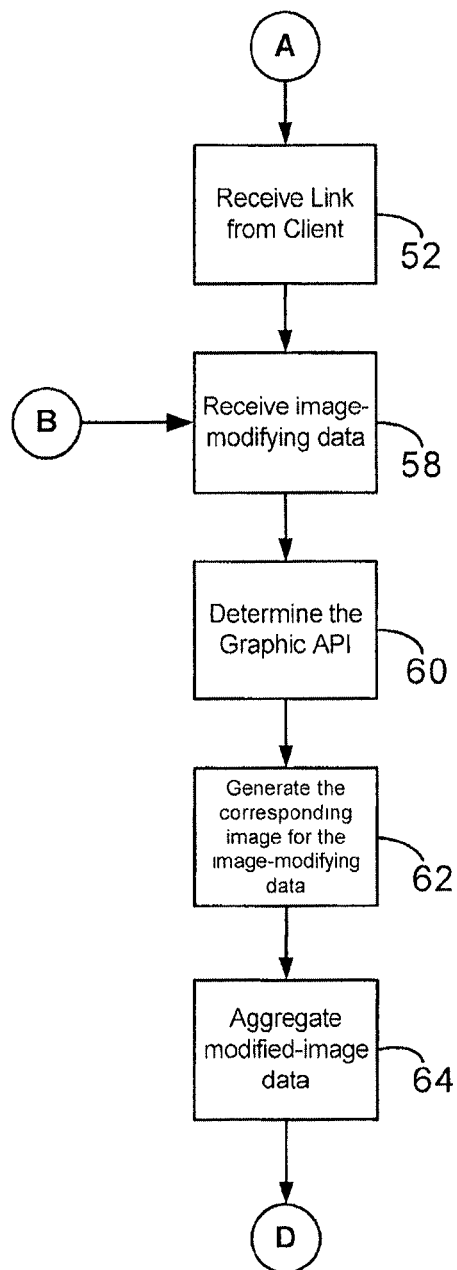 A
Receive Link
from Client
52
B
Receive image-
modifying data
58
Determine the
Graphic API
60
Generate the
corresponding
image for the
image-modifying
data
62
Aggregate
modified-image
data
64
D